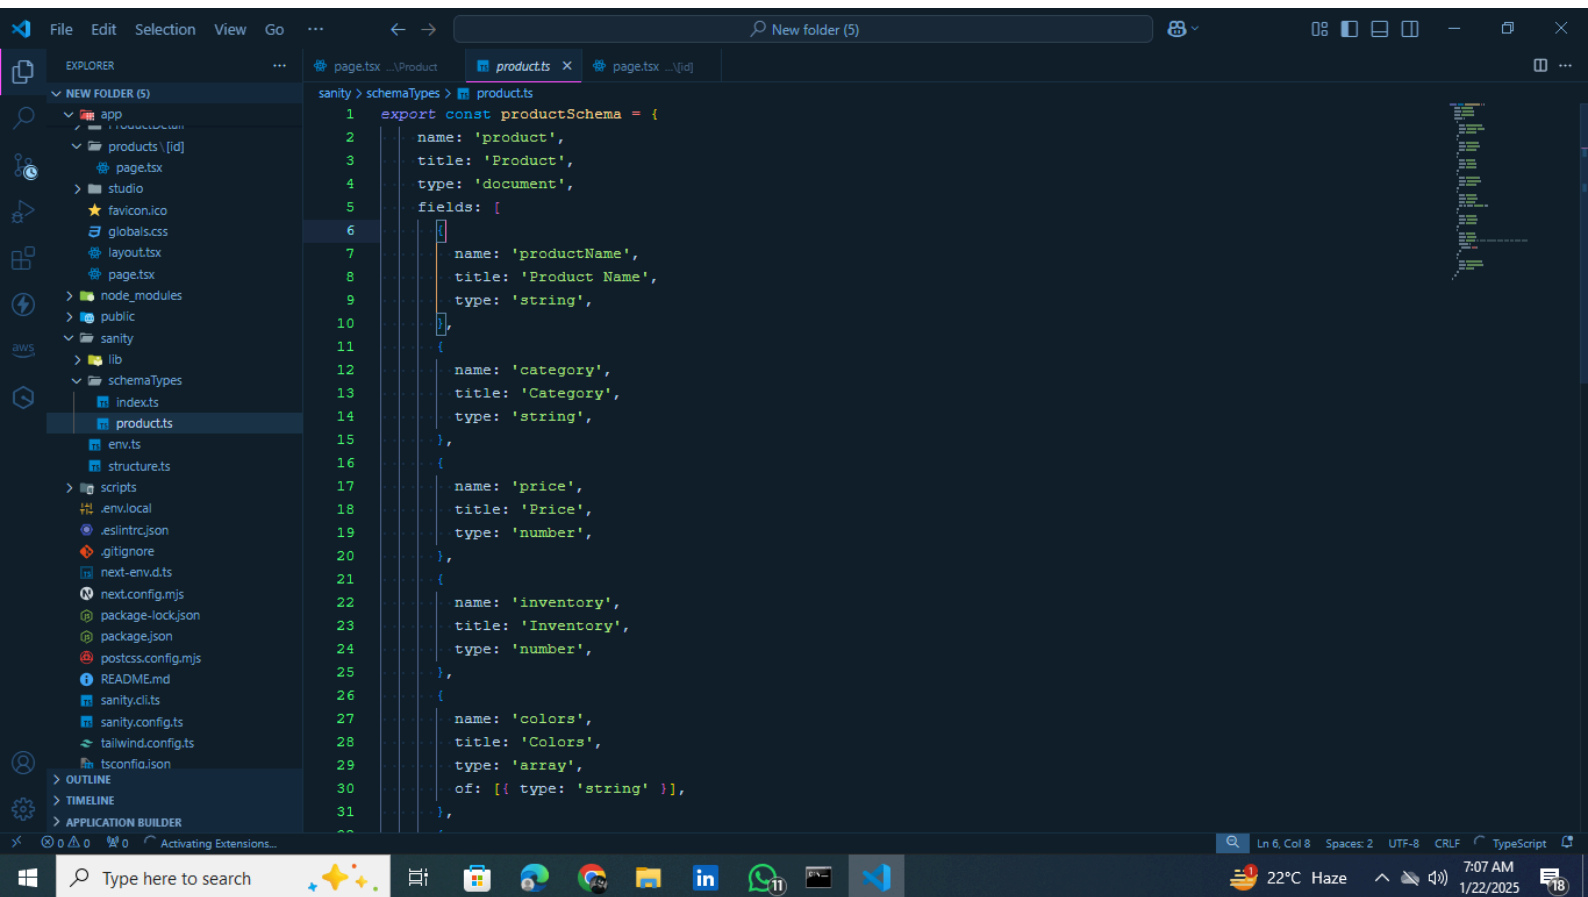 File Edit Selection View Go ··· New folder (5)
EXPLORER ···
page.tsx ...\Product
product.ts
page.tsx ...\[id]
NEW FOLDER (5)
app
ProductDetail
products\[id]
page.tsx
studio
favicon.ico
globals.css
layout.tsx
page.tsx
node_modules
public
sanity
lib
schemaTypes
index.ts
product.ts
env.ts
structure.ts
scripts
.env.local
.eslintrc.json
.gitignore
next-env.d.ts
next.config.mjs
package-lock.json
package.json
postcss.config.mjs
README.md
sanity.cli.ts
sanity.config.ts
tailwind.config.ts
tsconfig.json
OUTLINE
TIMELINE
APPLICATION BUILDER
aws
sanity > schemaTypes > product.ts
1 export const productSchema = {
2 name: 'product',
3 title: 'Product',
4 type: 'document',
5 fields: [
6 {
7 name: 'productName',
8 title: 'Product Name',
9 type: 'string',
10 },
11 {
12 name: 'category',
13 title: 'Category',
14 type: 'string',
15 },
16 {
17 name: 'price',
18 title: 'Price',
19 type: 'number',
20 },
21 {
22 name: 'inventory',
23 title: 'Inventory',
24 type: 'number',
25 },
26 {
27 name: 'colors',
28 title: 'Colors',
29 type: 'array',
30 of: [{ type: 'string' }],
31 },
0 0 0 Activating Extensions... Ln 6, Col 8 Spaces: 2 UTF-8 CRLF TypeScript
Type here to search
in
11
1
22°C Haze
7:07 AM
1/22/2025
18